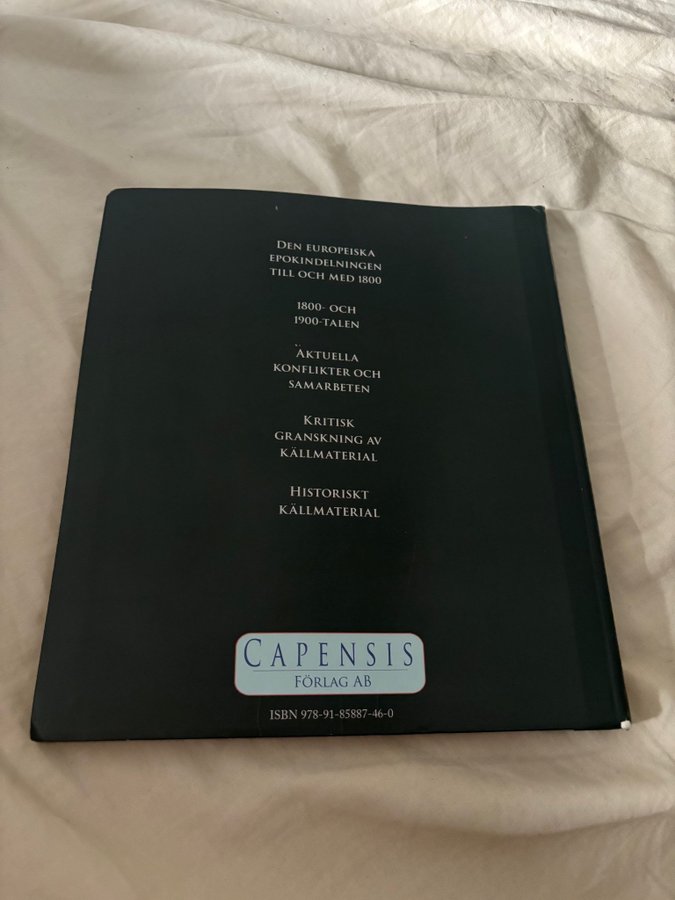 Den europeiska
epokindelningen
till och med 1800
1800- och
1900-talen
Aktuella
konflikter och
samarbeten
Kritisk
granskning av
källmaterial
Historiskt
källmaterial
Capensis
Förlag AB
ISBN 978-91-85887-46-0